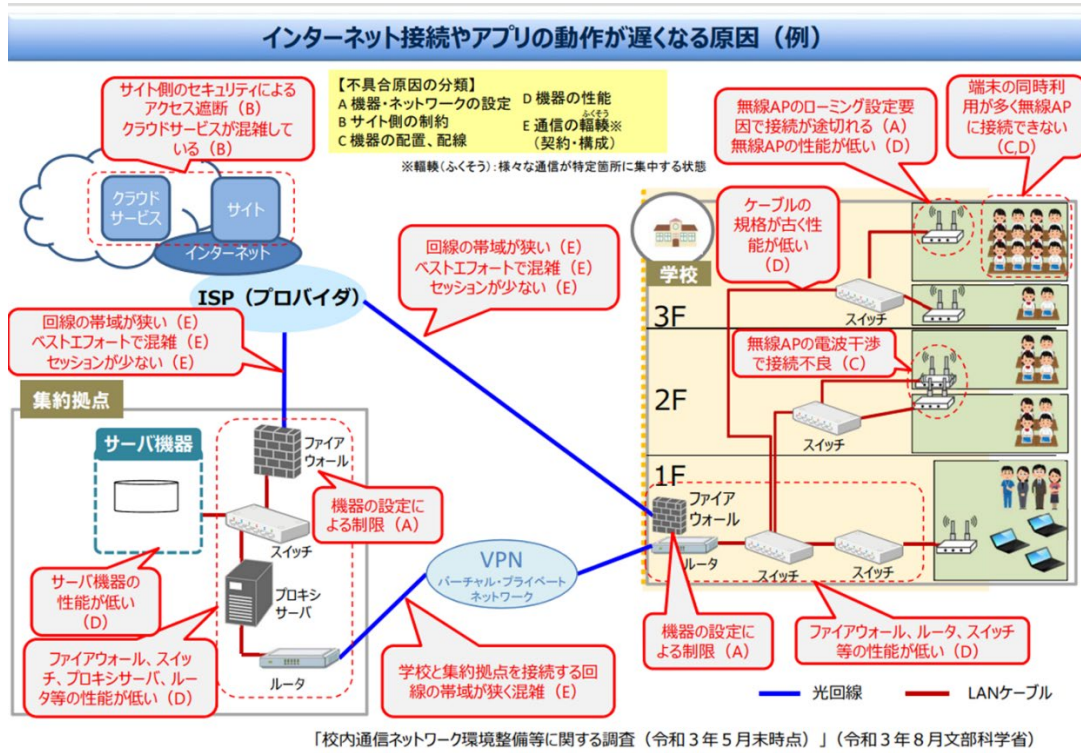 インターネット接続やアプリの動作が遅くなる原因（例）
サイト側のセキュリティによる
アクセス遮断（B）
クラウドサービスが混雑して
いる（B）
【不具合原因の分類】
A 機器・ネットワークの設定
B サイト側の制約
C 機器の配置、配線
D 機器の性能
ふくそう
E 通信の輻輳※
（契約・構成）
※輻輳（ふくそう）：様々な通信が特定箇所に集中する状態
無線APのローミング設定要
因で接続が途切れる（A）
無線APの性能が低い（D）
端末の同時利
用が多く無線AP
に接続できない
（C,D）
クラウド
サービス
サイト
インターネット
ISP（プロバイダ）
回線の帯域が狭い（E）
ベストエフォートで混雑（E）
セッションが少ない（E）
ケーブルの
規格が古く性
能が低い
（D）
学校
3F
スイッチ
回線の帯域が狭い（E）
ベストエフォートで混雑（E）
セッションが少ない（E）
無線APの電波干渉
で接続不良（C）
2F
スイッチ
集約拠点
サーバ機器
ファイア
ウォール
機器の設定に
よる制限（A）
スイッチ
サーバ機器の
性能が低い
（D）
プロキシ
サーバ
ファイアウォール、スイッ
チ、プロキシサーバ、ルー
タ等の性能が低い（D）
ルータ
VPN
バーチャル・プライベート
ネットワーク
学校と集約拠点を接続する回
線の帯域が狭く混雑（E）
1F
ファイア
ウォール
ルータ
スイッチ
スイッチ
機器の設定に
よる制限（A）
ファイアウォール、ルータ、スイッチ
等の性能が低い（D）
光回線
LANケーブル
「校内通信ネットワーク環境整備等に関する調査（令和３年５月末時点）」（令和３年８月文部科学省）